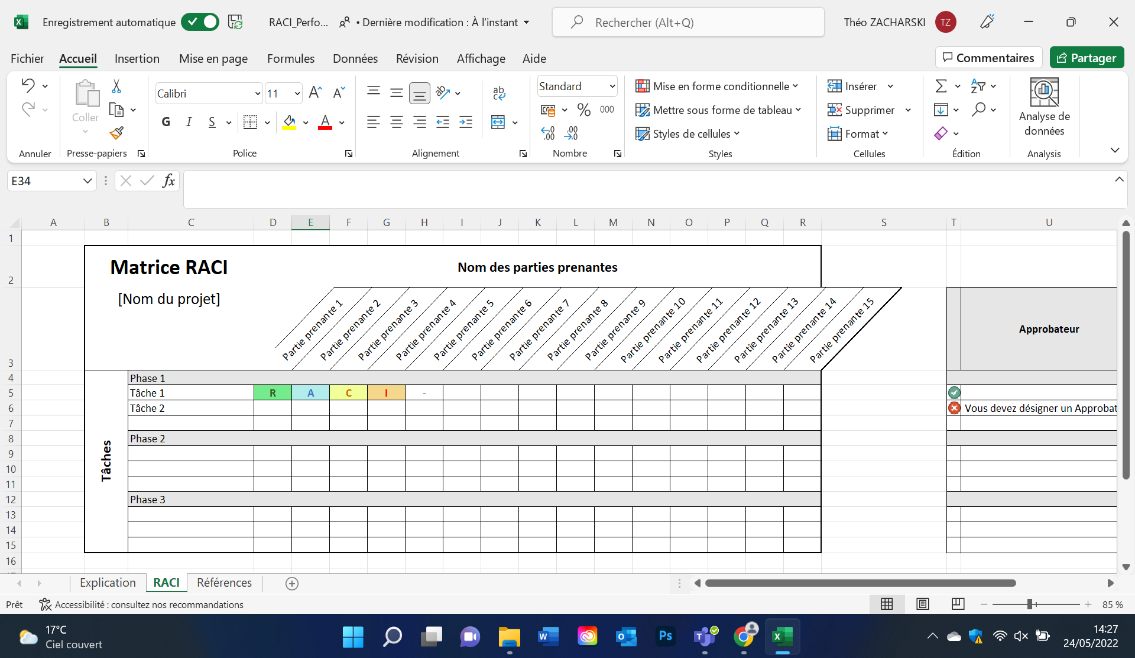 Enregistrement automatique RACI_Perfo... • Dernière modification : À l'instant Rechercher (Alt+Q) Théo ZACHARSKI TZ
Fichier Accueil Insertion Mise en page Formules Données Révision Affichage Aide Commentaires Partager
Coller Calibri 11 Standard Mise en forme conditionnelle Insérer
G I S % 000 Mettre sous forme de tableau Supprimer Analyse de données
Styles de cellules Format
Annuler Presse-papiers Police Alignement Nombre Styles Cellules Édition Analysis
E34 fx
A B C D E F G H I J K L M N O P Q R S T U
1
2 Matrice RACI Nom des parties prenantes
[Nom du projet]
3 Partie prenante 1 Partie prenante 2 Partie prenante 3 Partie prenante 4 Partie prenante 5 Partie prenante 6 Partie prenante 7 Partie prenante 8 Partie prenante 9 Partie prenante 10 Partie prenante 11 Partie prenante 12 Partie prenante 13 Partie prenante 14 Partie prenante 15 Approbateur
4 Phase 1
5 Tâche 1 R A C I -
6 Tâche 2 Vous devez désigner un Approbat
7
8 Phase 2
9
Tâches
10
11
12 Phase 3
13
14
15
16
Explication RACI Références
Prêt Accessibilité : consultez nos recommandations 85 %
17°C
Ciel couvert
14:27
24/05/2022